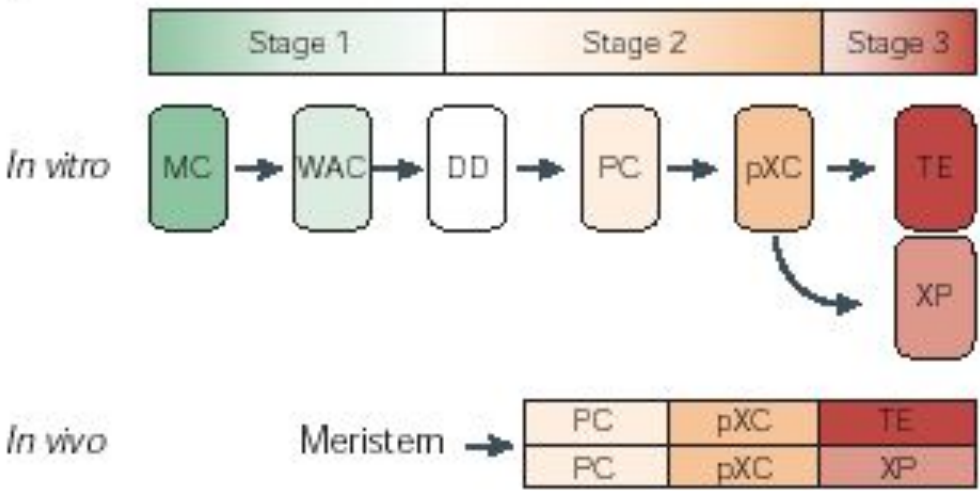 Stage 1 Stage 2 Stage 3
In vitro MC WAC DD PC pXC TE
XP
PC pXC TE
In vivo Meristem
PC pXC XP